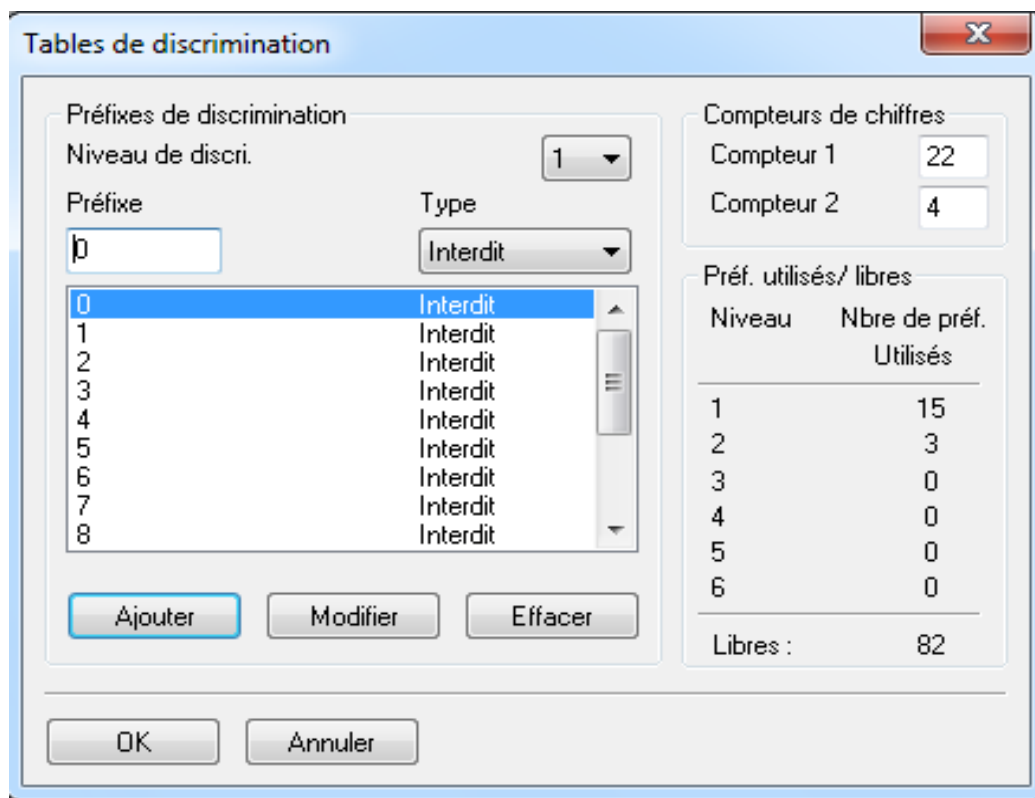 Tables de discrimination
Préfixes de discrimination
Niveau de discri. 1
Préfixe Type
0 Interdit
0 Interdit
1 Interdit
2 Interdit
3 Interdit
4 Interdit
5 Interdit
6 Interdit
7 Interdit
8 Interdit
Ajouter Modifier Effacer
Compteurs de chiffres
Compteur 1 22
Compteur 2 4
Préf. utilisés/ libres
Niveau Nbre de préf.
Utilisés
1 15
2 3
3 0
4 0
5 0
6 0
Libres : 82
OK Annuler